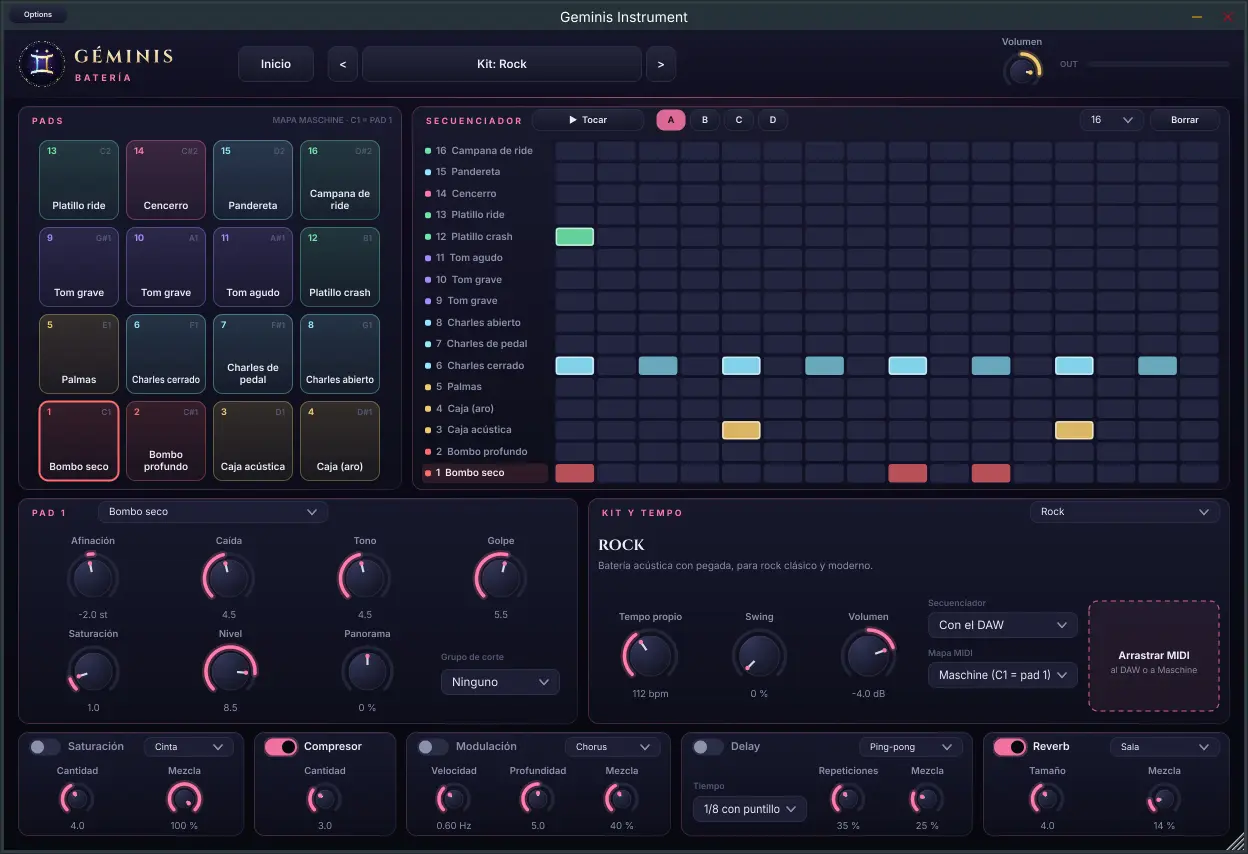 Options
Geminis Instrument
GÉMINIS
BATERÍA
Inicio
<
Kit: Rock
>
Volumen
OUT
PADS
MAPA MASCHINE · C1 = PAD 1
13 C2
Platillo ride
14 C#2
Cencerro
15 D2
Pandereta
16 D#2
Campana de
ride
9 G#1
Tom grave
10 A1
Tom grave
11 A#1
Tom agudo
12 B1
Platillo crash
5 E1
Palmas
6 F1
Charles cerrado
7 F#1
Charles de
pedal
8 G1
Charles abierto
1 C1
Bombo seco
2 C#1
Bombo
profundo
3 D1
Caja acústica
4 D#1
Caja (aro)
SECUENCIADOR
Tocar
A
B
C
D
16
Borrar
16 Campana de ride
15 Pandereta
14 Cencerro
13 Platillo ride
12 Platillo crash
11 Tom agudo
10 Tom grave
9 Tom grave
8 Charles abierto
7 Charles de pedal
6 Charles cerrado
5 Palmas
4 Caja (aro)
3 Caja acústica
2 Bombo profundo
1 Bombo seco
PAD 1
Bombo seco
Afinación
Caída
Tono
Golpe
-2.0 st
4.5
4.5
5.5
Saturación
Nivel
Panorama
Grupo de corte
Ninguno
1.0
8.5
0 %
KIT Y TEMPO
Rock
ROCK
Batería acústica con pegada, para rock clásico y moderno.
Tempo propio
Swing
Volumen
112 bpm
0 %
-4.0 dB
Secuenciador
Con el DAW
Mapa MIDI
Maschine (C1 = pad 1)
Arrastrar MIDI
al DAW o a Maschine
Saturación
Cinta
Cantidad
Mezcla
4.0
100 %
Compresor
Cantidad
3.0
Modulación
Chorus
Velocidad
Profundidad
Mezcla
0.60 Hz
5.0
40 %
Delay
Ping-pong
Tiempo
1/8 con puntillo
Repeticiones
Mezcla
35 %
25 %
Reverb
Sala
Tamaño
Mezcla
4.0
14 %